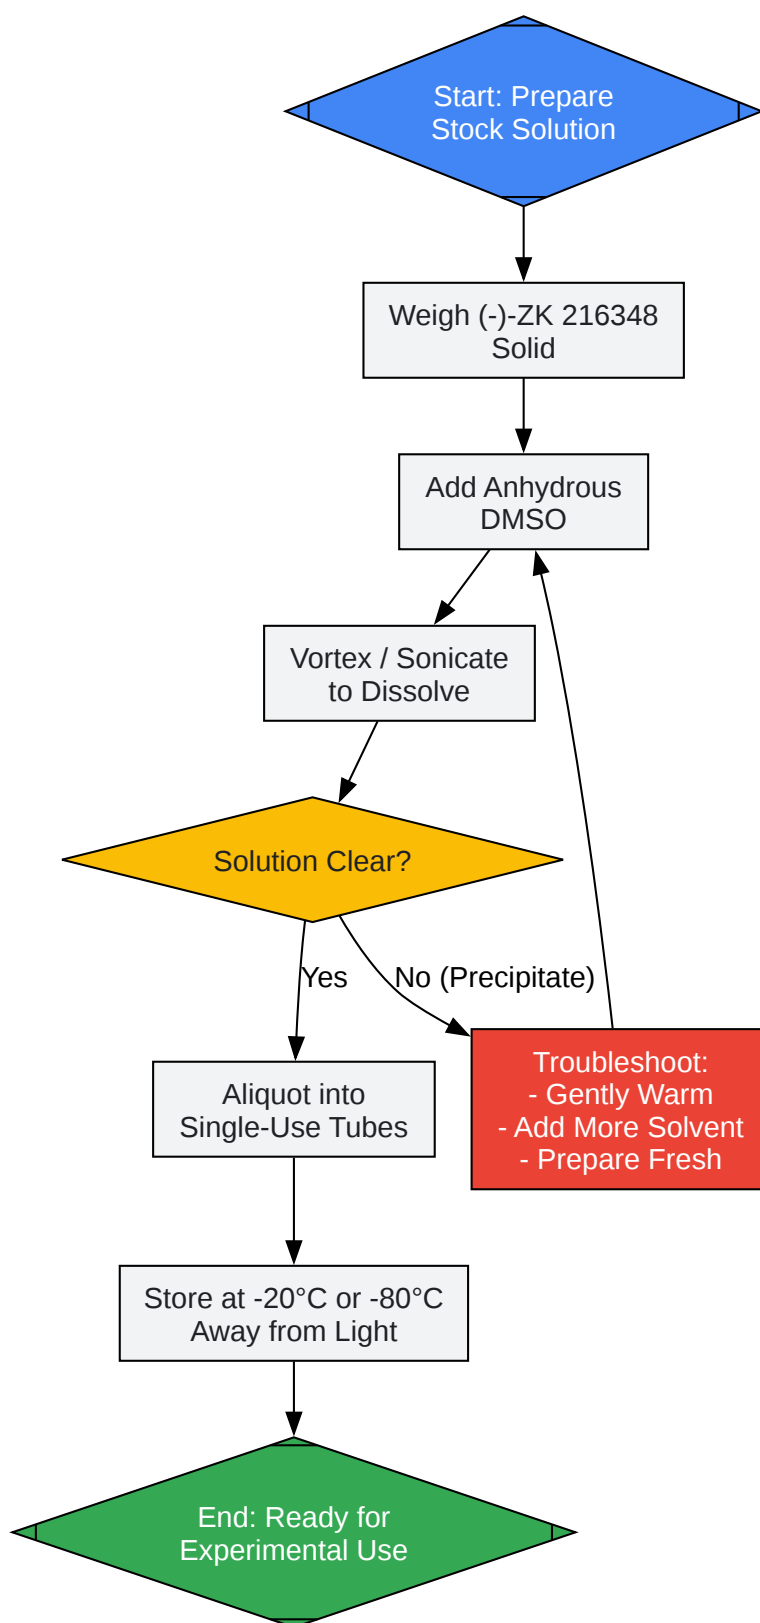 Start: Prepare
Stock Solution
Weigh (-)-ZK 216348
Solid
Add Anhydrous
DMSO
Vortex / Sonicate
to Dissolve
Solution Clear?
Yes
No (Precipitate)
Troubleshoot:
- Gently Warm
- Add More Solvent
- Prepare Fresh
Aliquot into
Single-Use Tubes
Store at -20°C or -80°C
Away from Light
End: Ready for
Experimental Use